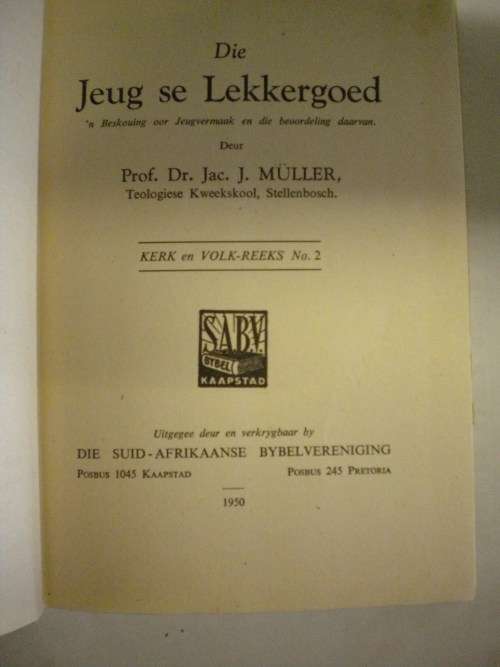 Die
Jeug se Lekkergoed
'n Beskouing oor Jeugvermaak en die beoordeling daarvan.
Deur
Prof. Dr. Jac. J. MÜLLER,
Teologiese Kweekskool, Stellenbosch.
KERK en VOLK-REEKS No. 2
S.A.B.V.
BYBEL
KAAPSTAD
Uitgegee deur en verkrygbaar by
DIE SUID-AFRIKAANSE BYBELVERENIGING
POSBUS 1045 KAAPSTAD POSBUS 245 PRETORIA
1950